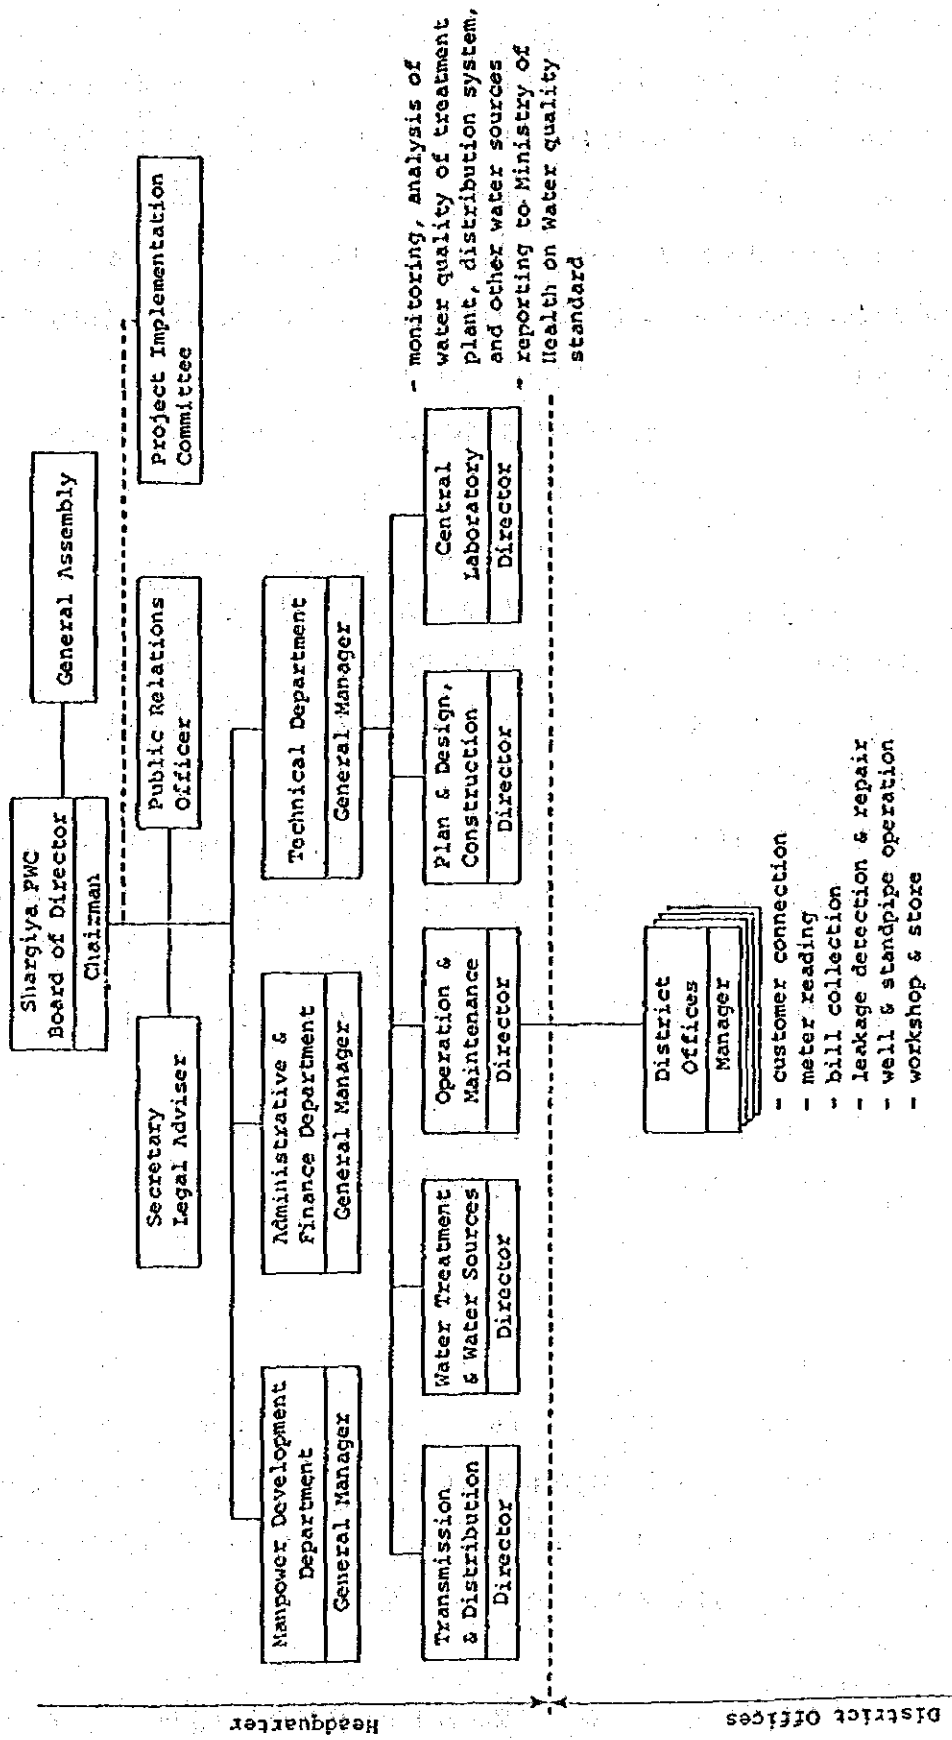 Shargiya PWC
Board of Director
Chairman
General Assembly
Secretary
Legal Adviser
Public Relations
Officer
Project Implementation
Committee
Manpower Development
Department
General Manager
Administrative &
Finance Department
General Manager
Technical Department
General Manager
Transmission
& Distribution
Director
Water Treatment
& Water Sources
Director
Operation &
Maintenance
Director
Plan & Design,
Construction
Director
Central
Laboratory
Director
- monitoring, analysis of
water quality of treatment
plant, distribution system,
and other water sources
- reporting to Ministry of
Health on Water quality
standard
District
Offices
Manager
- customer connection
- meter reading
- bill collection
- leakage detection & repair
- well & standpipe operation
- workshop & store
Headquarter
District Offices